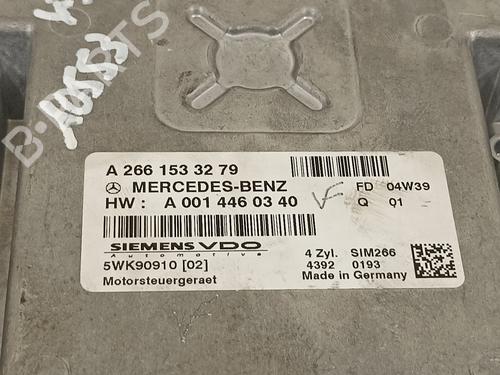 A 266 153 32 79
MERCEDES-BENZ
FD 04W39
HW : A 001 446 03 40
Q 01
SIEMENS VDO
Automotive
5WK90910 [02]
Motorsteuergeraet
4 Zyl. SIM266
4392 0193
Made in Germany